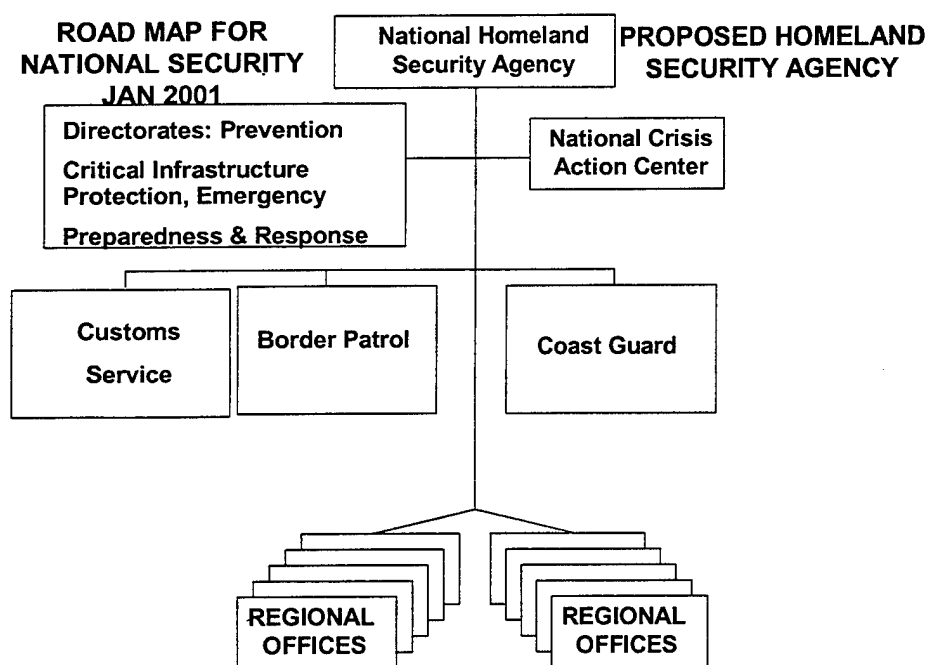 ROAD MAP FOR
NATIONAL SECURITY
JAN 2001
National Homeland
Security Agency
PROPOSED HOMELAND
SECURITY AGENCY
Directorates: Prevention
Critical Infrastructure
Protection, Emergency
Preparedness & Response
National Crisis
Action Center
Customs
Service
Border Patrol
Coast Guard
REGIONAL
OFFICES
REGIONAL
OFFICES